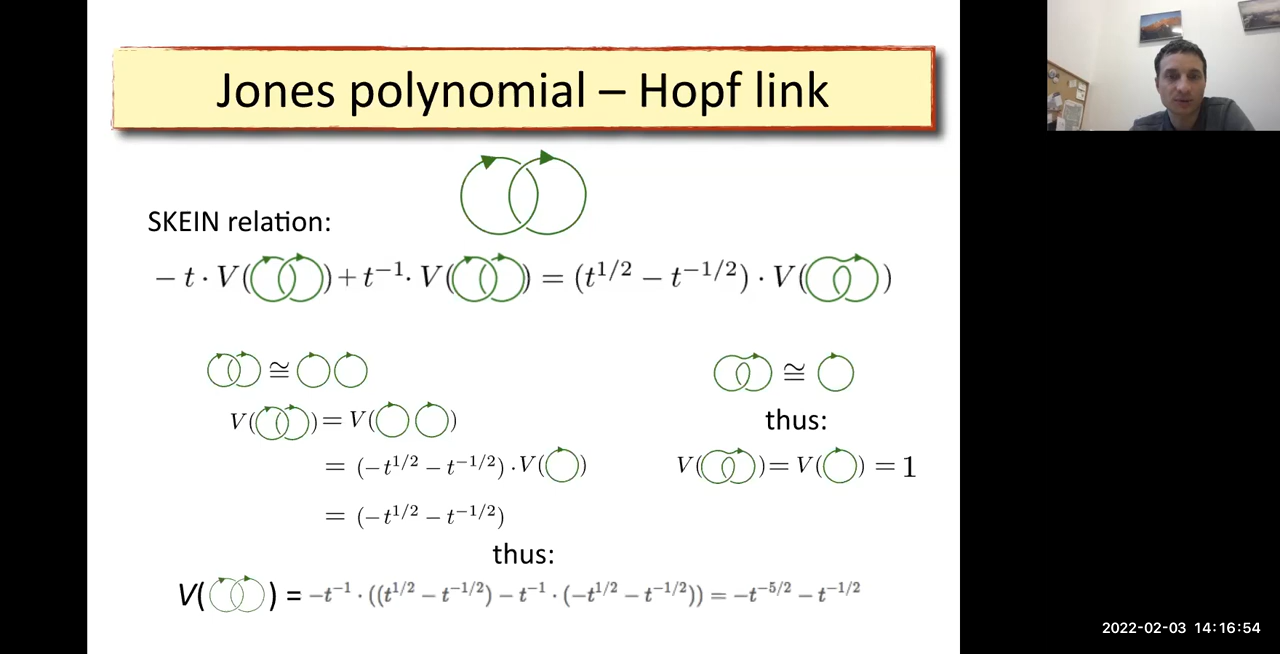 Jones polynomial – Hopf link
SKEIN relation:
− t · V( ) + t⁻¹· V( ) = (t^{1/2} − t^{−1/2}) · V( )
≅
≅
V( ) = V( )
thus:
= (−t^{1/2} − t^{−1/2}) · V( )
V( ) = V( ) = 1
= (−t^{1/2} − t^{−1/2})
thus:
V( ) = −t^{−1} · ((t^{1/2} − t^{−1/2}) − t^{−1} · (−t^{1/2} − t^{−1/2})) = −t^{−5/2} − t^{−1/2}
2022-02-03 14:16:54